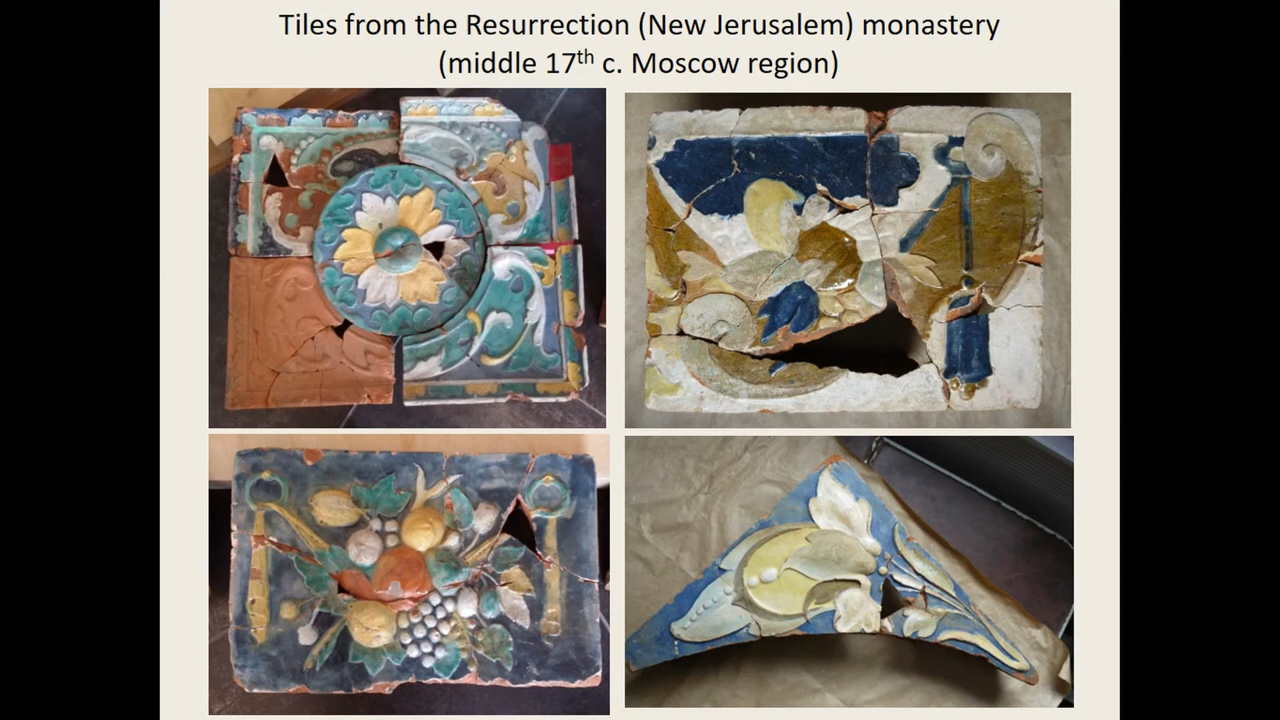 Tiles from the Resurrection (New Jerusalem) monastery
(middle 17th c. Moscow region)